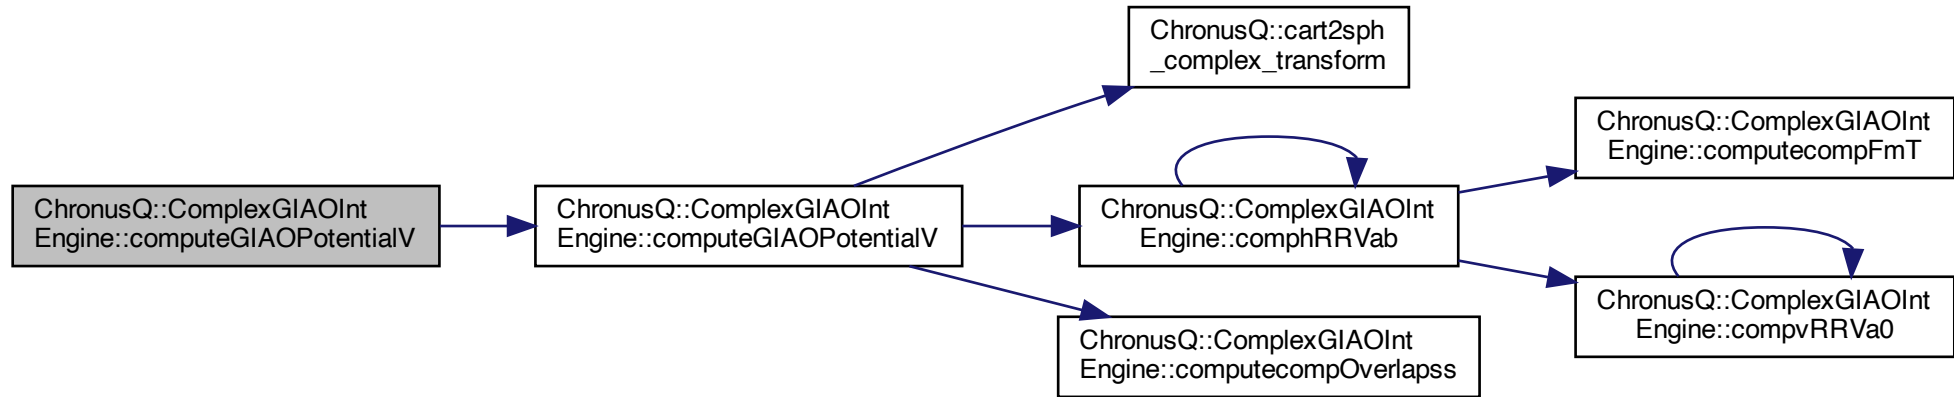 ChronusQ::ComplexGIAOInt
Engine::computeGIAOPotentialV
ChronusQ::ComplexGIAOInt
Engine::computeGIAOPotentialV
ChronusQ::cart2sph
_complex_transform
ChronusQ::ComplexGIAOInt
Engine::comphRRVab
ChronusQ::ComplexGIAOInt
Engine::computecompOverlapss
ChronusQ::ComplexGIAOInt
Engine::computecompFmT
ChronusQ::ComplexGIAOInt
Engine::compvRRVa0